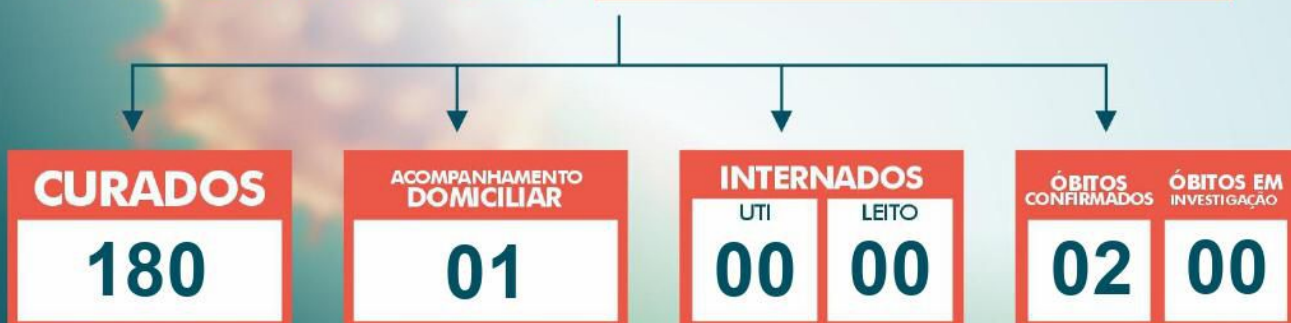 CURADOS
180
ACOMPANHAMENTO
DOMICILIAR
01
INTERNADOS
UTI
00
LEITO
00
ÓBITOS
CONFIRMADOS
02
ÓBITOS EM
INVESTIGAÇÃO
00